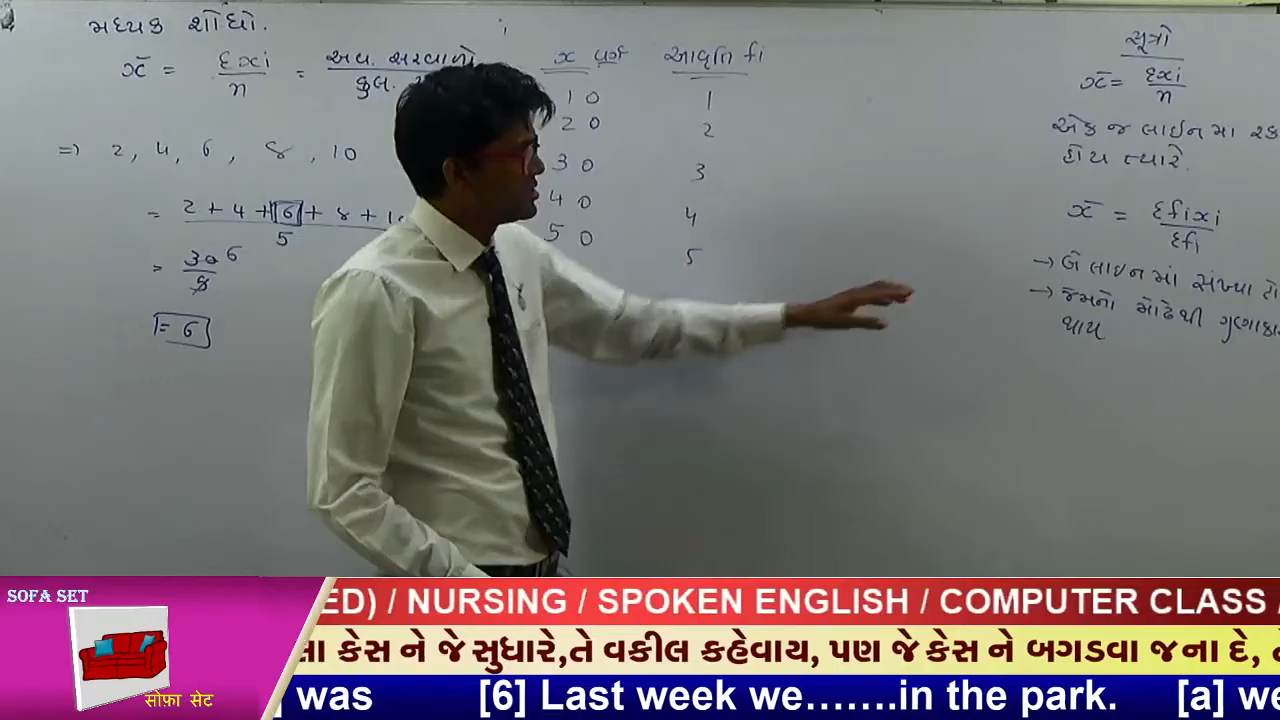 મધ્યક શોધો.
x̄ = Σxi / n = અવ. સરવાળો / કુલ.
⇒ 2, 4, 6, 8, 10
= 2 + 4 + 6 + 8 + 10 / 5
= 30 6 / 5
= 6
x વર્ગ આવૃતિ fi
10 1
20 2
30 3
40 4
50 5
સૂત્રો
x̄ = Σxi / n
એક જ લાઈનમા
હોય ત્યારે.
x̄ = Σfixi / Σfi
→ બે લાઇનમાં સંખ્યા
→ જેમનો મોઢેથી
થાય
SOFA SET
सोफ़ा सेट
ED) / NURSING / SPOKEN ENGLISH / COMPUTER CLASS /
કેસ ને જે સુધારે,તે વકીલ કહેવાય, પણ જે કેસ ને બગડવા જ ના દે,
was [6] Last week we.......in the park. [a] we